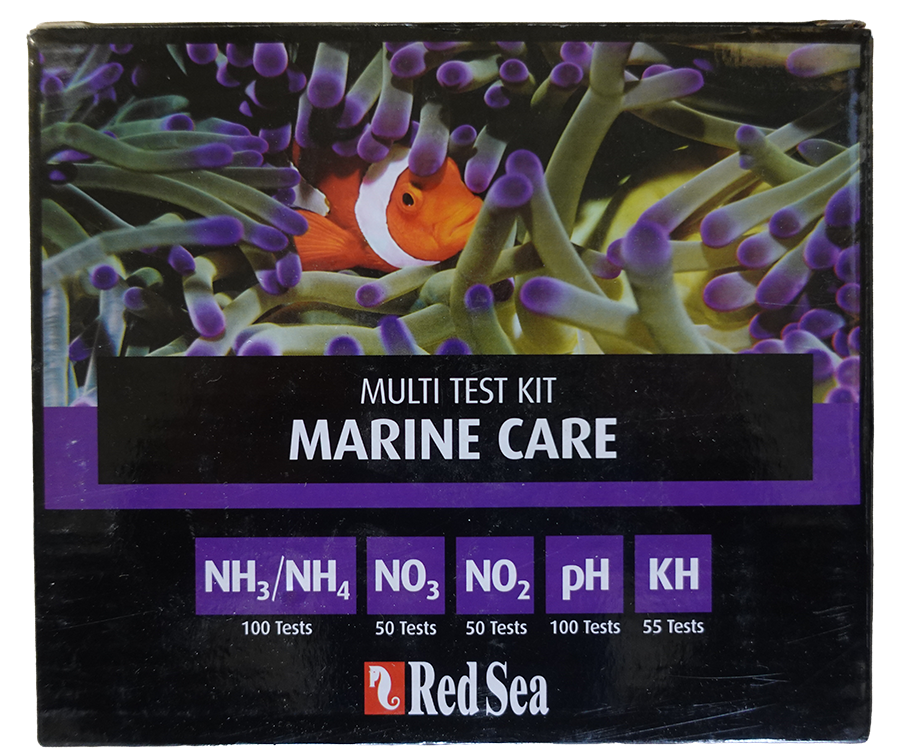 MULTI TEST KIT
MARINE CARE
NH₃/NH₄ NO₃ NO₂ pH KH
100 Tests 50 Tests 50 Tests 100 Tests 55 Tests
Red Sea